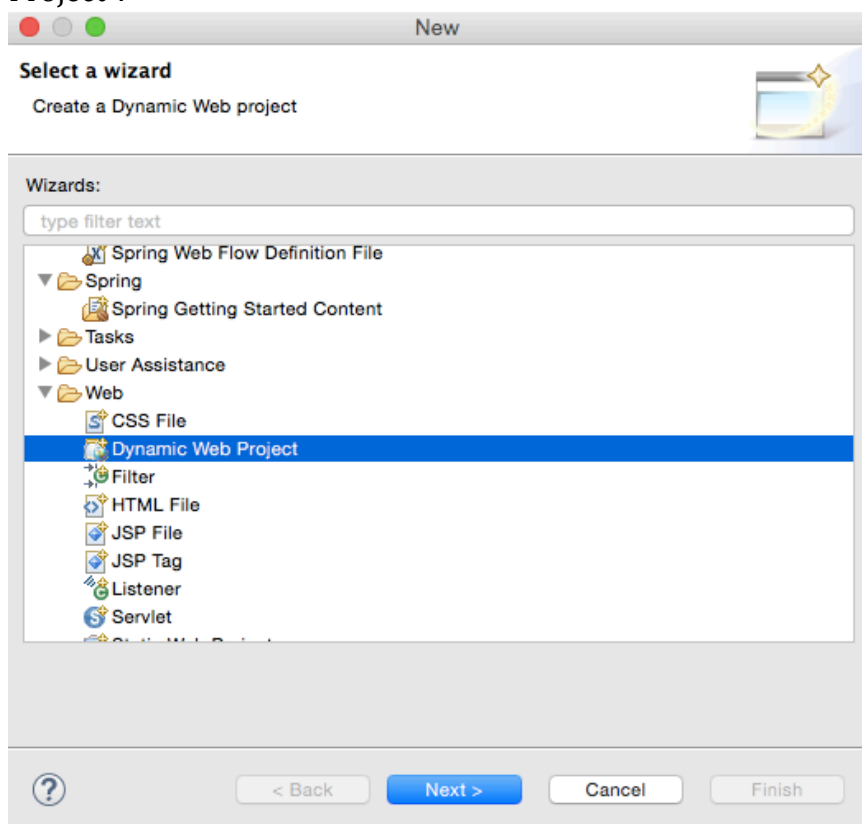 New
Select a wizard
Create a Dynamic Web project
Wizards:
type filter text
Spring Web Flow Definition File
Spring
Spring Getting Started Content
Tasks
User Assistance
Web
CSS File
Dynamic Web Project
Filter
HTML File
JSP File
JSP Tag
Listener
Servlet
?
< Back
Next >
Cancel
Finish